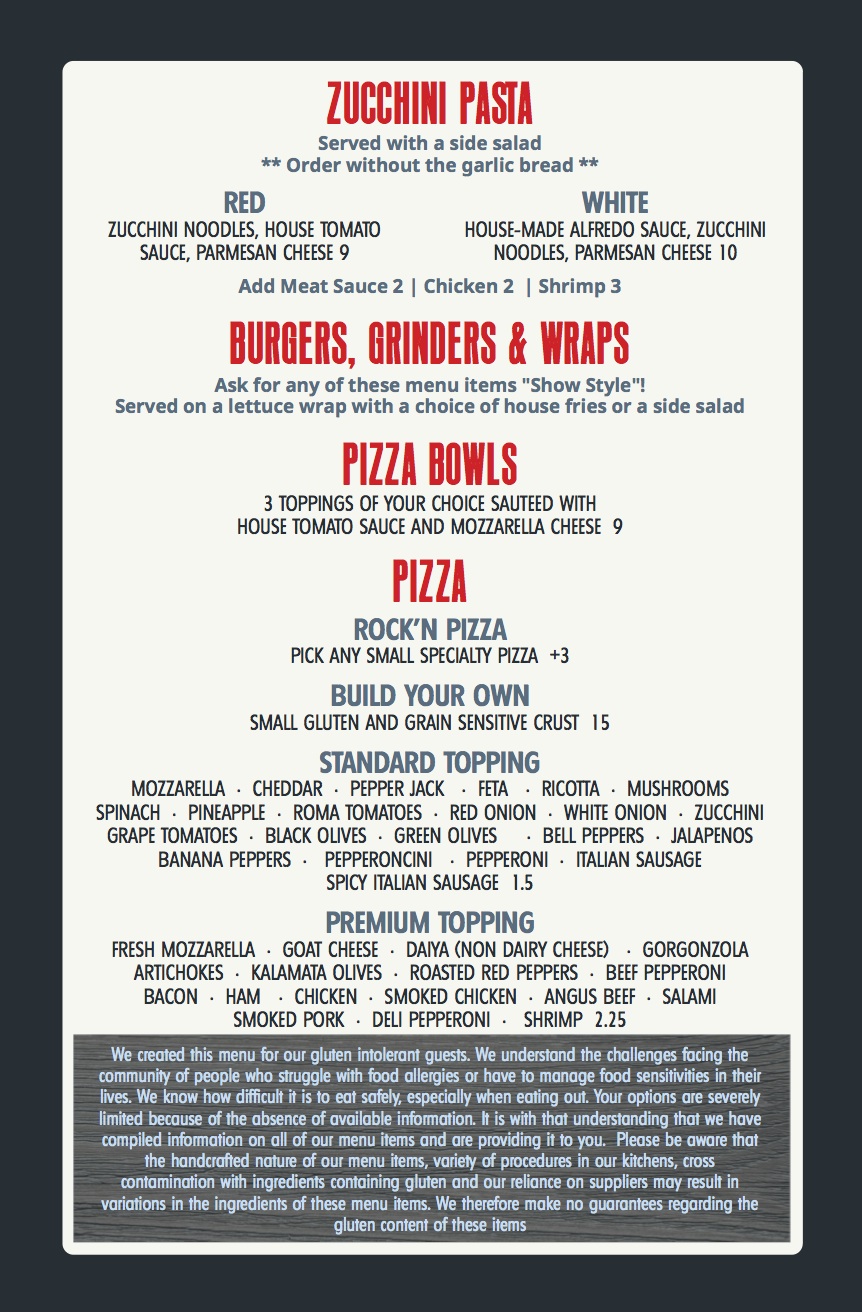 ZUCCHINI PASTA
Served with a side salad
** Order without the garlic bread **
RED
ZUCCHINI NOODLES, HOUSE TOMATO
SAUCE, PARMESAN CHEESE 9
WHITE
HOUSE-MADE ALFREDO SAUCE, ZUCCHINI
NOODLES, PARMESAN CHEESE 10
Add Meat Sauce 2 | Chicken 2 | Shrimp 3
BURGERS, GRINDERS & WRAPS
Ask for any of these menu items "Show Style"!
Served on a lettuce wrap with a choice of house fries or a side salad
PIZZA BOWLS
3 TOPPINGS OF YOUR CHOICE SAUTEED WITH
HOUSE TOMATO SAUCE AND MOZZARELLA CHEESE 9
PIZZA
ROCK'N PIZZA
PICK ANY SMALL SPECIALTY PIZZA +3
BUILD YOUR OWN
SMALL GLUTEN AND GRAIN SENSITIVE CRUST 15
STANDARD TOPPING
MOZZARELLA · CHEDDAR · PEPPER JACK · FETA · RICOTTA · MUSHROOMS
SPINACH · PINEAPPLE · ROMA TOMATOES · RED ONION · WHITE ONION · ZUCCHINI
GRAPE TOMATOES · BLACK OLIVES · GREEN OLIVES · BELL PEPPERS · JALAPENOS
BANANA PEPPERS · PEPPERONCINI · PEPPERONI · ITALIAN SAUSAGE
SPICY ITALIAN SAUSAGE 1.5
PREMIUM TOPPING
FRESH MOZZARELLA · GOAT CHEESE · DAIYA (NON DAIRY CHEESE) · GORGONZOLA
ARTICHOKES · KALAMATA OLIVES · ROASTED RED PEPPERS · BEEF PEPPERONI
BACON · HAM · CHICKEN · SMOKED CHICKEN · ANGUS BEEF · SALAMI
SMOKED PORK · DELI PEPPERONI · SHRIMP 2.25
We created this menu for our gluten intolerant guests. We understand the challenges facing the
community of people who struggle with food allergies or have to manage food sensitivities in their
lives. We know how difficult it is to eat safely, especially when eating out. Your options are severely
limited because of the absence of available information. It is with that understanding that we have
compiled information on all of our menu items and are providing it to you. Please be aware that
the handcrafted nature of our menu items, variety of procedures in our kitchens, cross
contamination with ingredients containing gluten and our reliance on suppliers may result in
variations in the ingredients of these menu items. We therefore make no guarantees regarding the
gluten content of these items